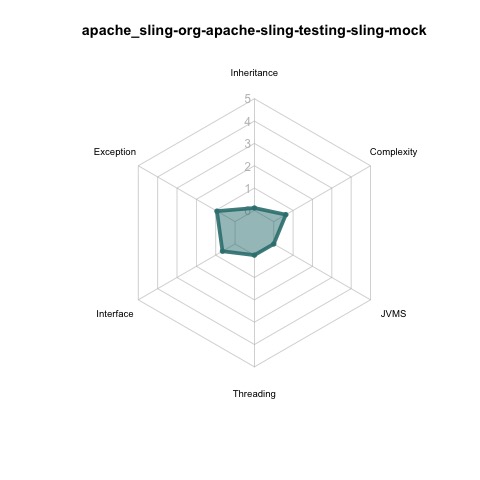 apache_sling-org-apache-sling-testing-sling-mock
Inheritance
5
4
3
2
1
0
Exception
Complexity
Interface
JVMS
Threading